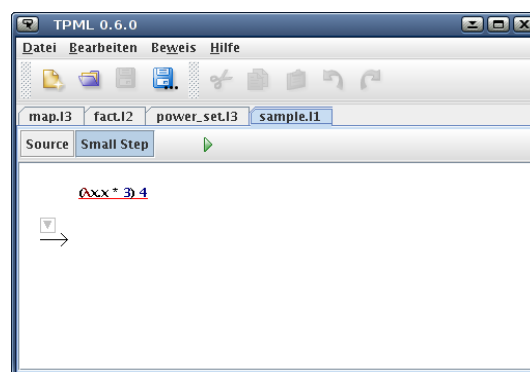 TPML 0.6.0
Datei Bearbeiten Beweis Hilfe
map.l3 fact.l2 power_set.l3 sample.l1
Source Small Step
(λx.x * 3) 4